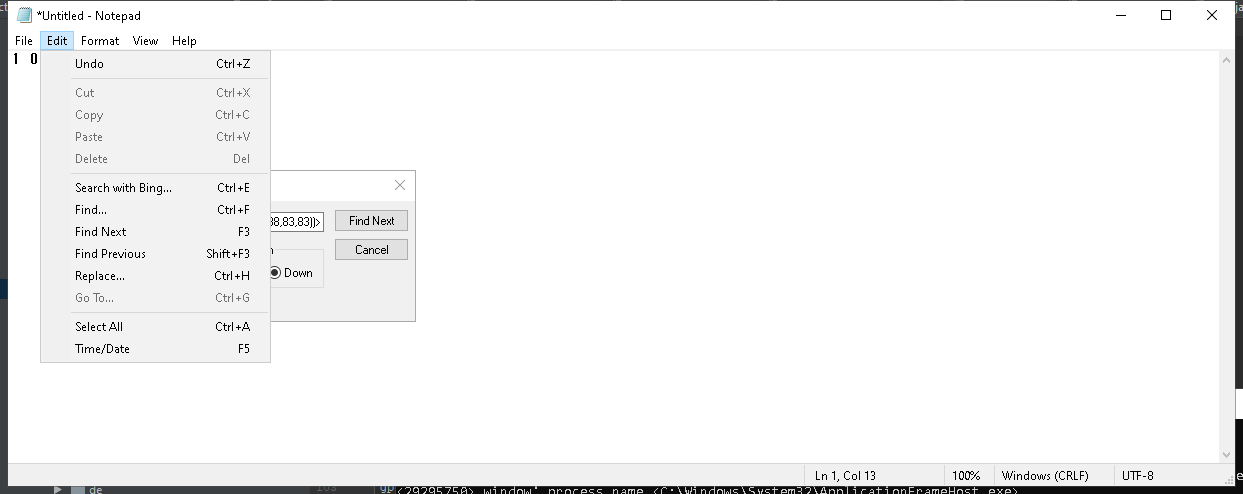 *Untitled - Notepad
File Edit Format View Help
1 0
Undo Ctrl+Z
Cut Ctrl+X
Copy Ctrl+C
Paste Ctrl+V
Delete Del
Search with Bing... Ctrl+E
Find... Ctrl+F
Find Next F3
Find Previous Shift+F3
Replace... Ctrl+H
Go To... Ctrl+G
Select All Ctrl+A
Time/Date F5
38,83,83))>
Find Next
Cancel
Down
Ln 1, Col 13 100% Windows (CRLF) UTF-8
de
<29295750> window' process name <C:\Windows\System32\ApplicationFrameHost.exe>